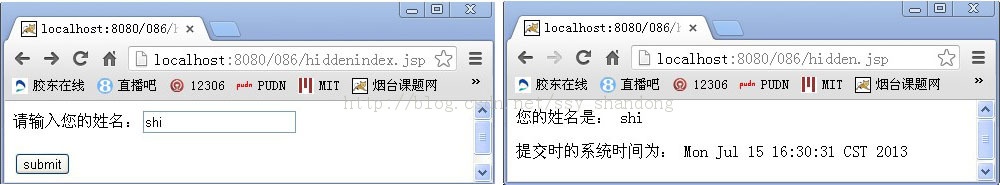 localhost:8080/086/h
localhost:8080/086/hiddenindex.jsp
胶东在线 直播吧 12306 pudn PUDN MIT 烟台课题网 »
请输入您的姓名: shi
submit
localhost:8080/086/h
localhost:8080/086/hidden.jsp
胶东在线 直播吧 12306 pudn PUDN MIT 烟台课题网 »
您的姓名是: shi
提交时的系统时间为: Mon Jul 15 16:30:31 CST 2013
http://blog.csdn.net/ssy_shandong